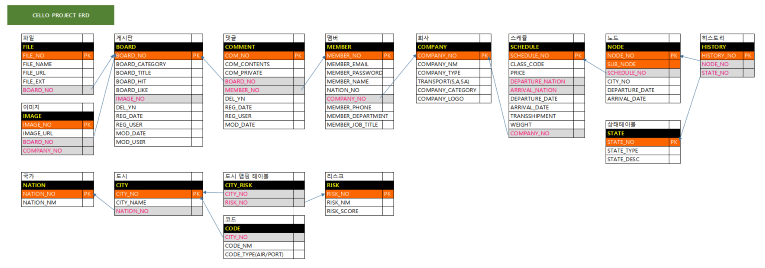 CELLO PROJECT ERD
파일
FILE
FILE_NO PK
FILE_NAME
FILE_URL
FILE_EXT
BOARD_NO
이미지
IMAGE
IMAGE_NO PK
IMAGE_URL
BOARD_NO
COMPANY_NO
게시판
BOARD
BOARD_NO PK
BOARD_CATEGORY
BOARD_TITLE
BOARD_HIT
BOARD_LIKE
IMAGE_NO
DEL_YN
REG_DATE
REG_USER
MOD_DATE
MOD_USER
댓글
COMMENT
COM_NO PK
COM_CONTENTS
COM_PRIVATE
BOARD_NO
MEMBER_NO
DEL_YN
REG_DATE
REG_USER
MOD_DATE
멤버
MEMBER
MEMBER_NO PK
MEMBER_EMAIL
MEMBER_PASSWORD
MEMBER_NAME
NATION_NO
COMPANY_NO
MEMBER_PHONE
MEMBER_DEPARTMENT
MEMBER_JOB_TITLE
회사
COMPANY
COMPANY_NO PK
COMPANY_NM
COMPANY_TYPE
TRANSPORT(S,A,SA)
COMPANY_CATEGORY
COMPANY_LOGO
스케쥴
SCHEDULE
SCHEDULE_NO PK
CLASS_CODE
PRICE
DEPARTURE_NATION
ARRIVAL_NATION
DEPARTURE_DATE
ARRIVAL_DATE
TRANSSHIPMENT
WEIGHT
COMPANY_NO
노드
NODE
NODE_NO PK
SUB_NODE
SCHEDULE_NO
CITY_NO
DEPARTURE_DATE
ARRIVAL_DATE
상태테이블
STATE
STATE_NO PK
STATE_TYPE
STATE_DESC
히스토리
HISTORY
HISTORY_NO PK
NODE_NO
STATE_NO
국가
NATION
NATION_NO PK
NATION_NM
도시
CITY
CITY_NO PK
CITY_NAME
NATION_NO
도시 맵핑 테이블
CITY_RISK
CITY_NO
RISK_NO
코드
CODE
CITY_NO
CODE_NM
CODE_TYPE(AIR/PORT)
리스크
RISK
RISK_NO PK
RISK_NM
RISK_SCORE